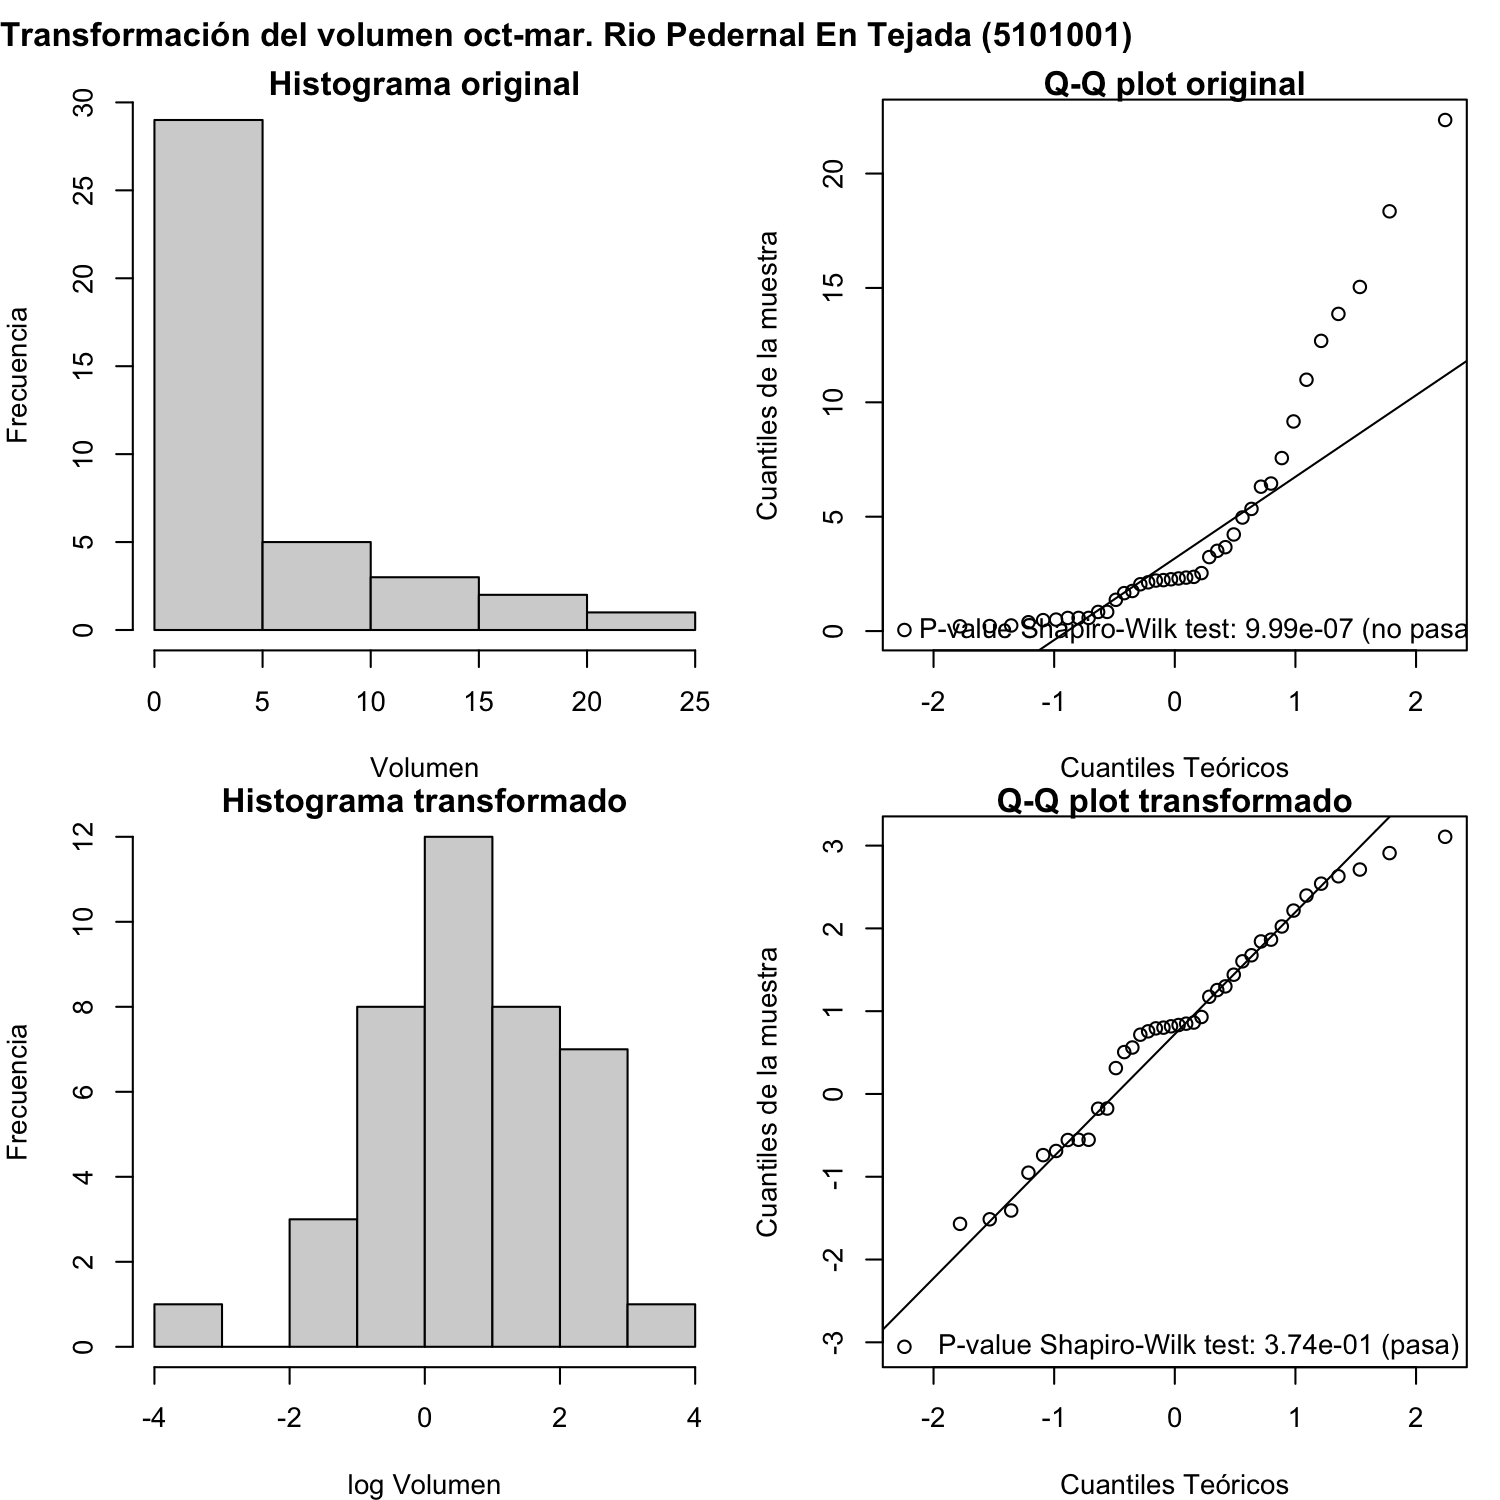 Transformación del volumen oct-mar. Rio Pedernal En Tejada (5101001)
Histograma original
Frecuencia
30
25
20
15
10
5
0
0 5 10 15 20 25
Volumen
Q-Q plot original
Cuantiles de la muestra
20
15
10
5
0
P-value Shapiro-Wilk test: 9.99e-07 (no pasa
-2 -1 0 1 2
Cuantiles Teóricos
Histograma transformado
Frecuencia
12
10
8
6
4
2
0
-4 -2 0 2 4
log Volumen
Q-Q plot transformado
Cuantiles de la muestra
3
2
1
0
-1
-2
-3
P-value Shapiro-Wilk test: 3.74e-01 (pasa)
-2 -1 0 1 2
Cuantiles Teóricos